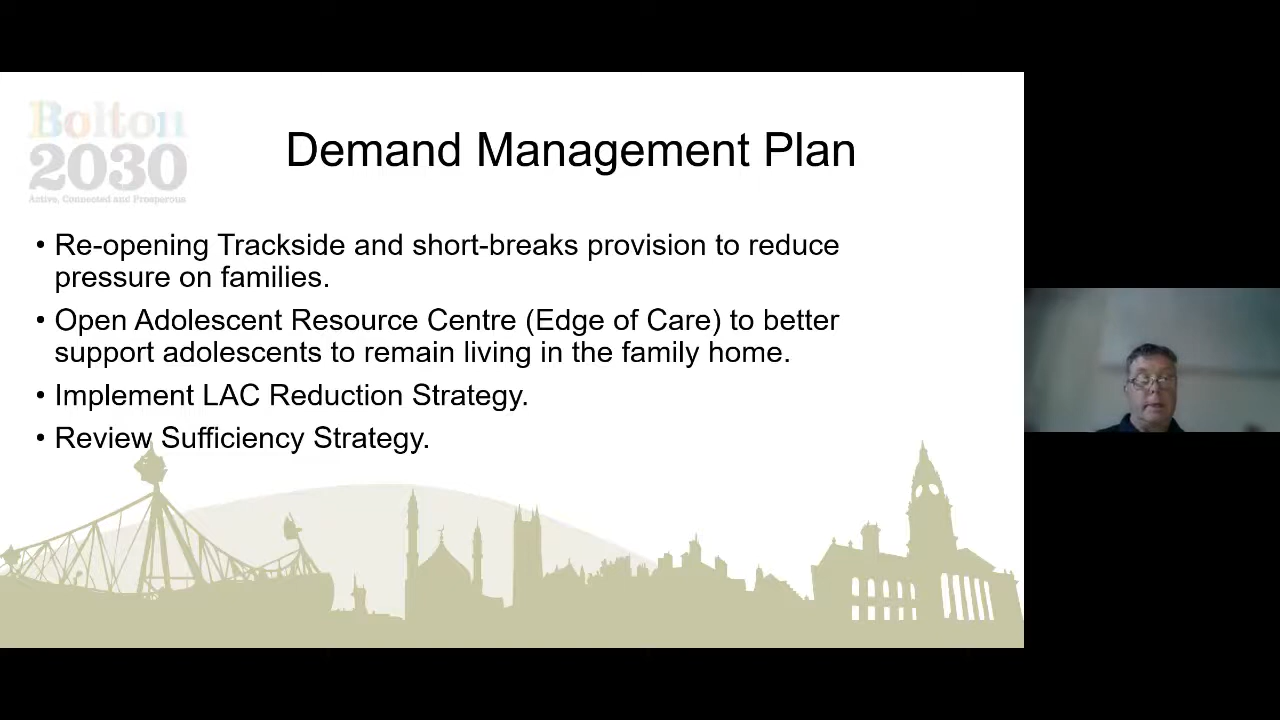 Bolton
2030
Active, Connected and Prosperous
Demand Management Plan
• Re-opening Trackside and short-breaks provision to reduce
pressure on families.
• Open Adolescent Resource Centre (Edge of Care) to better
support adolescents to remain living in the family home.
• Implement LAC Reduction Strategy.
• Review Sufficiency Strategy.